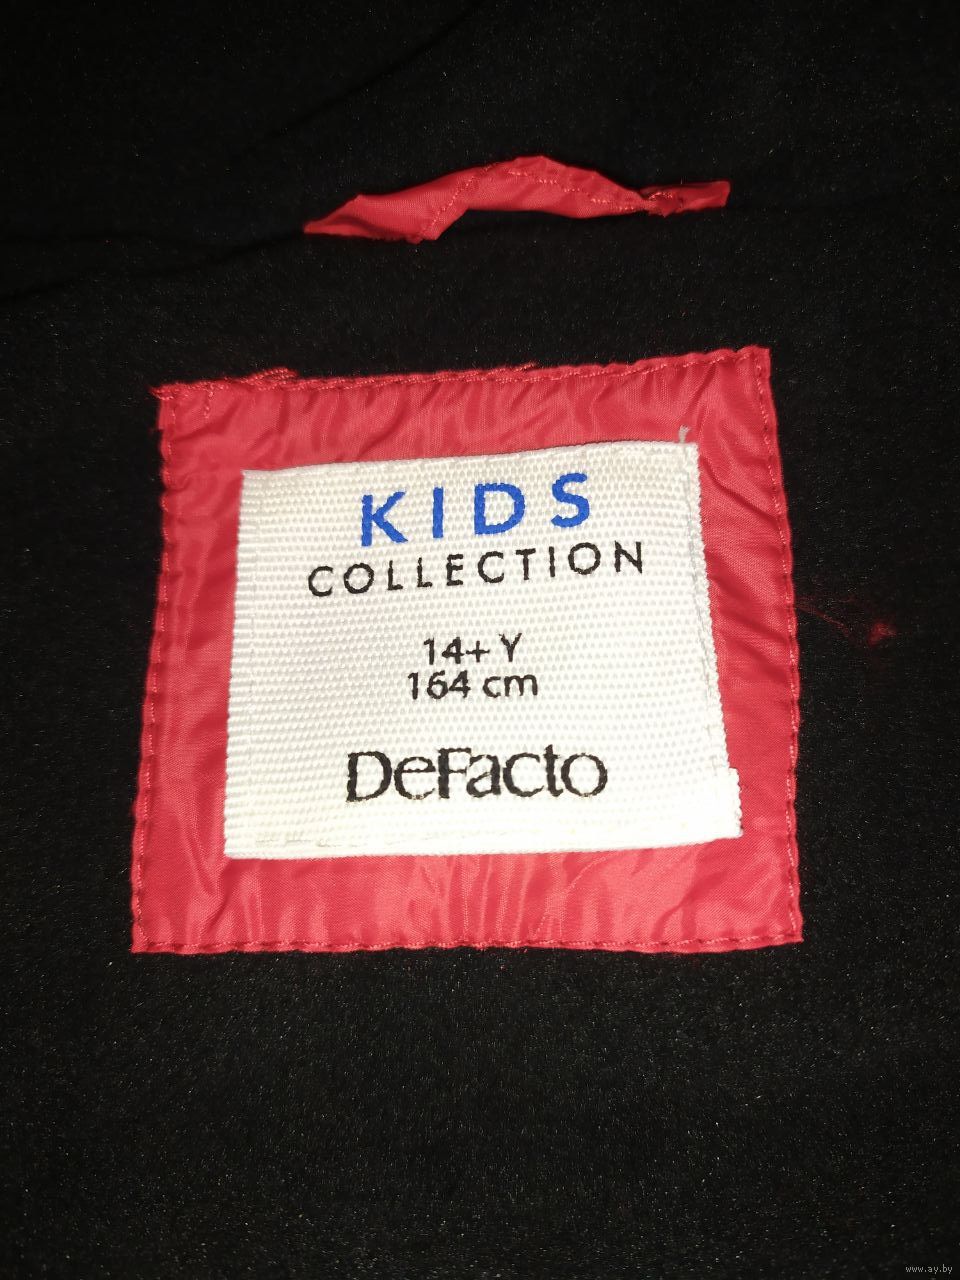 KIDS
COLLECTION
14+ Y
164 cm
DeFacto
www.ay.by